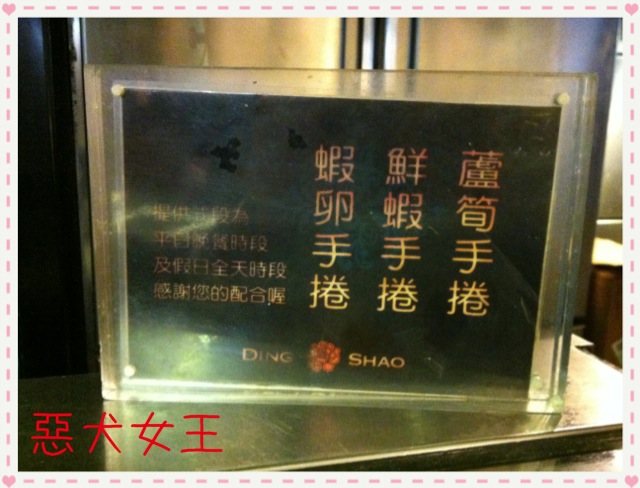 蘆筍手捲
鮮蝦手捲
蝦卵手捲
提供時段為
平日晚餐時段
及假日全天時段
感謝您的配合喔
DING SHAO
惡犬女王